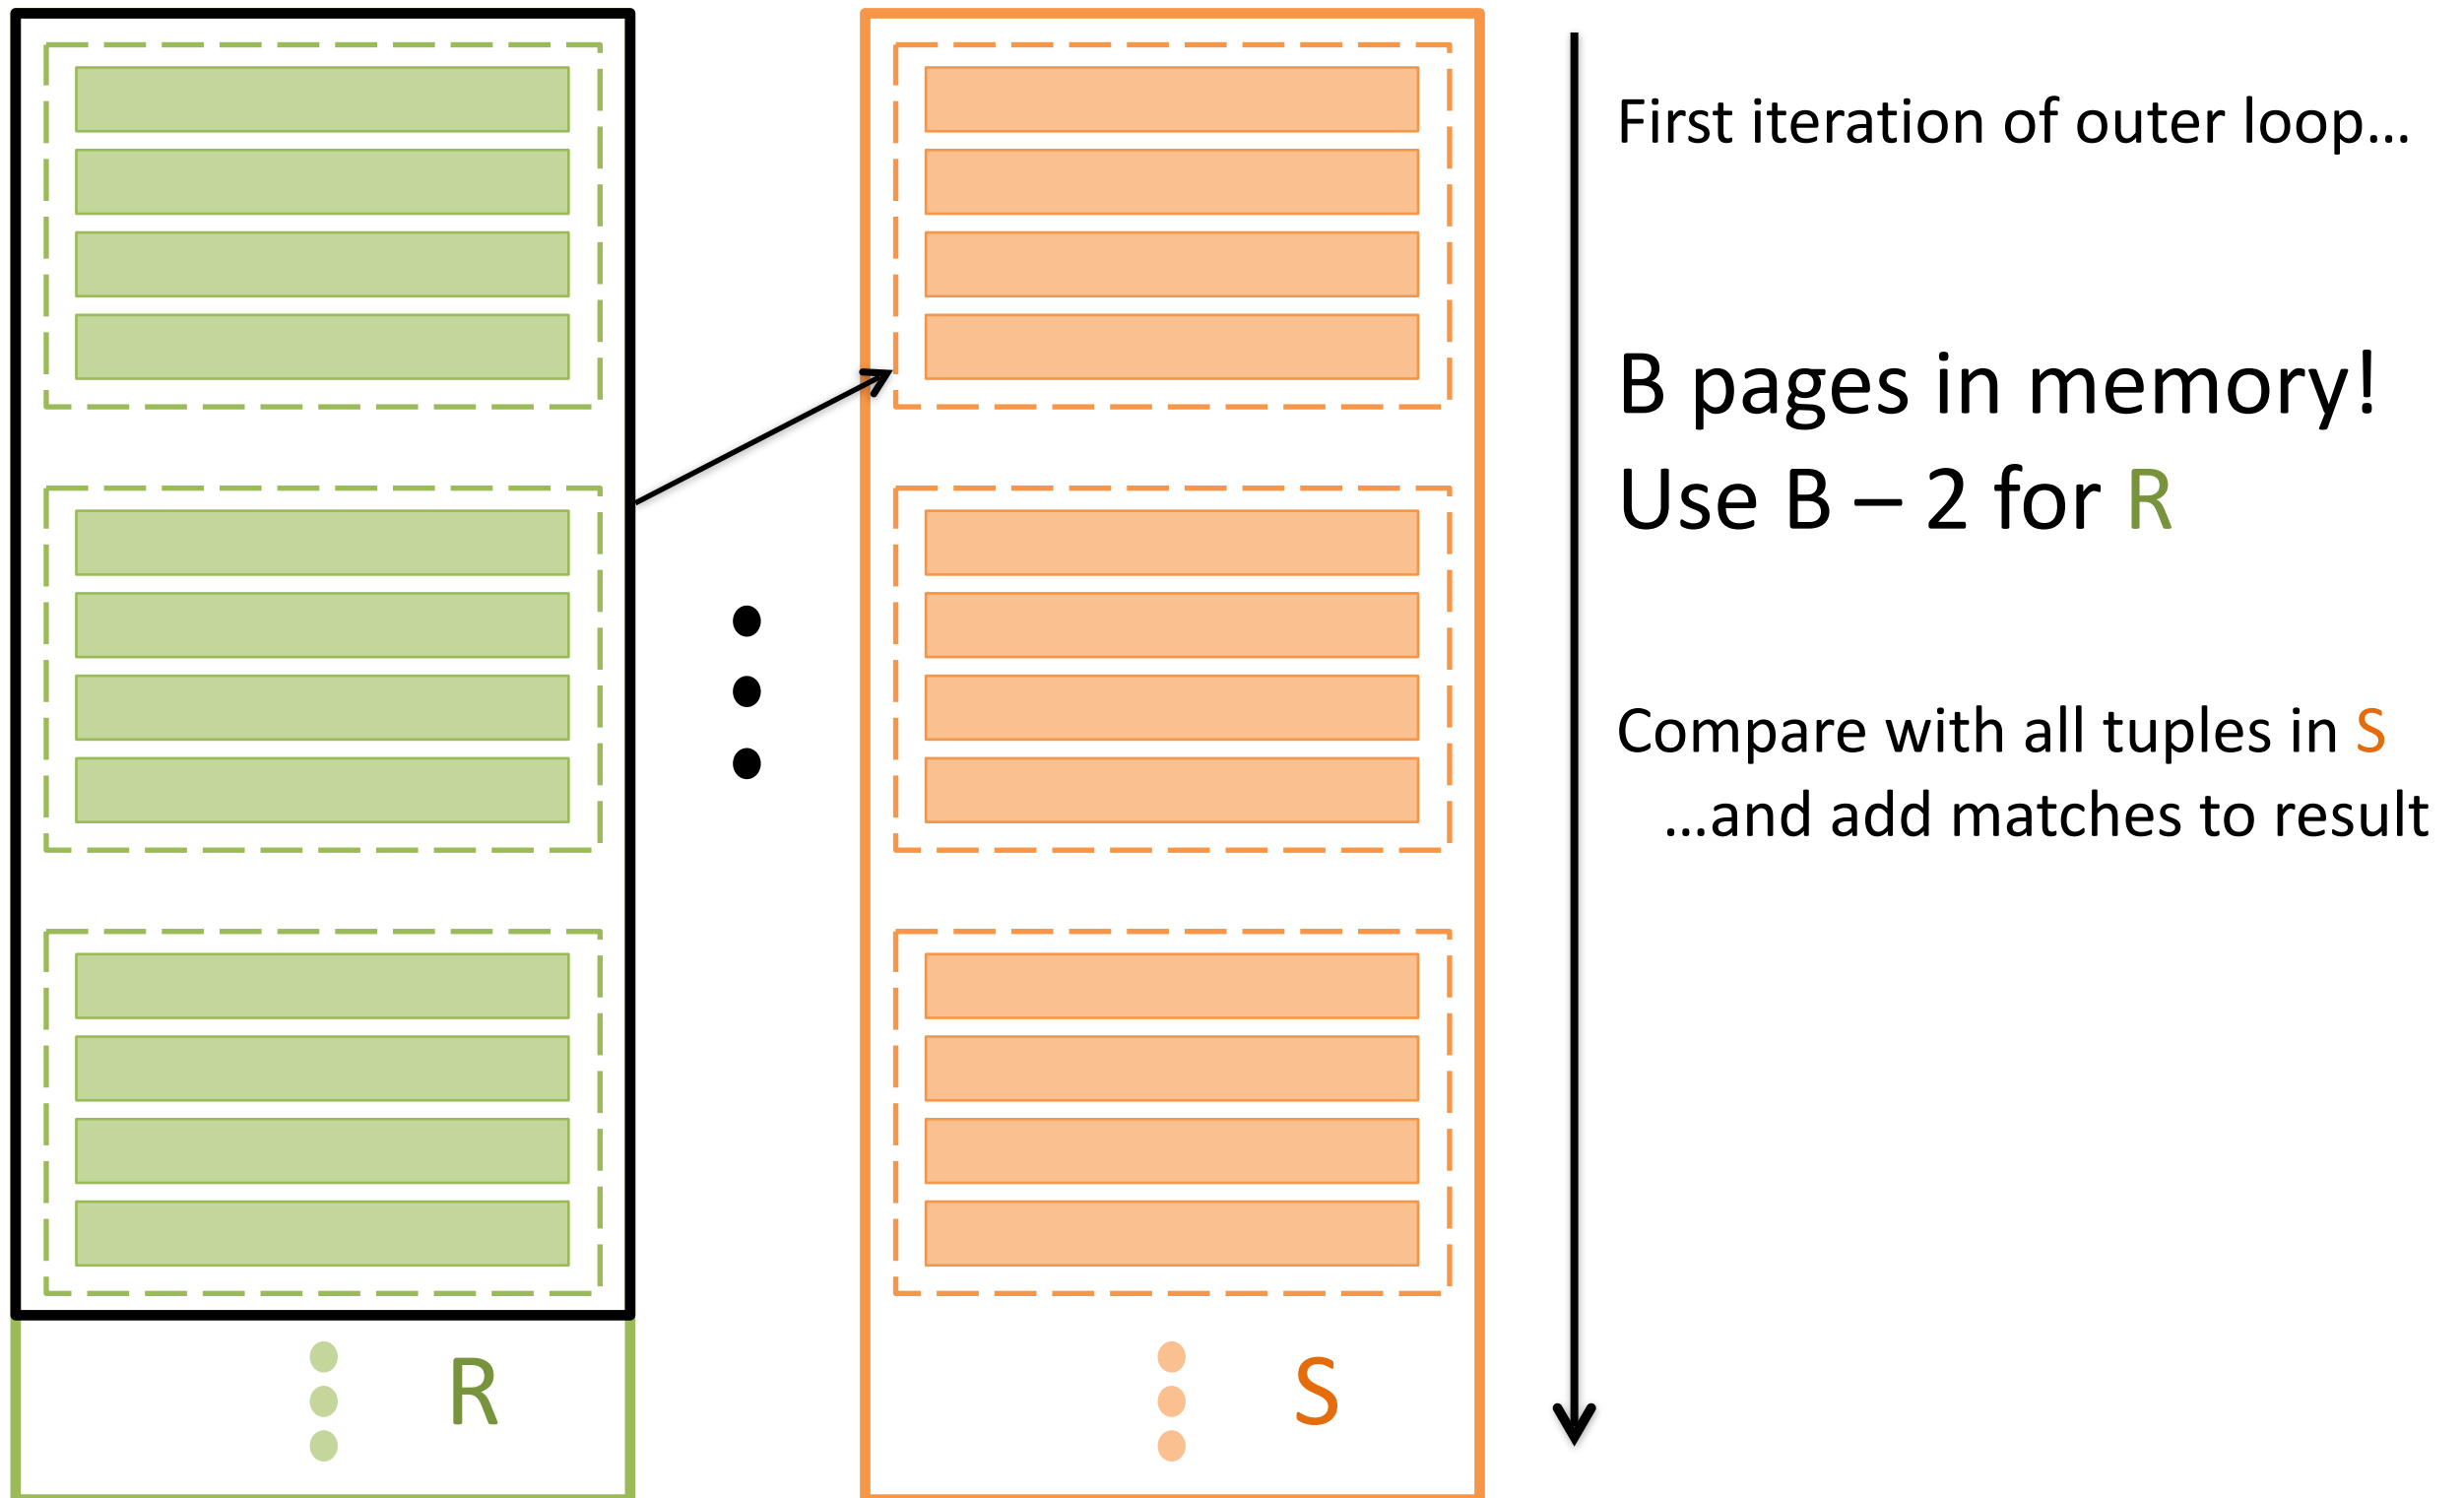 First iteration of outer loop...
B pages in memory!
Use B – 2 for R
Compare with all tuples in S
...and add matches to result
R
S